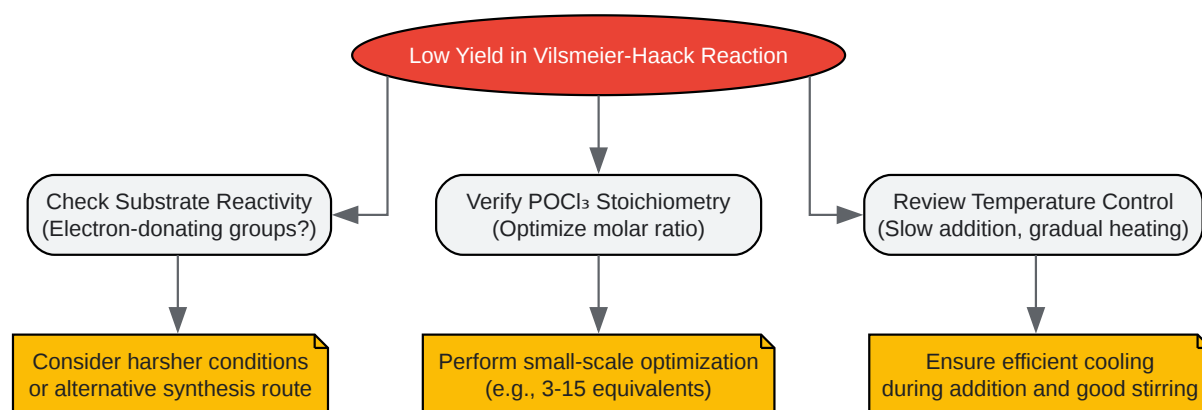 Low Yield in Vilsmeier-Haack Reaction
Check Substrate Reactivity
(Electron-donating groups?)
Verify POCl₃ Stoichiometry
(Optimize molar ratio)
Review Temperature Control
(Slow addition, gradual heating)
Consider harsher conditions
or alternative synthesis route
Perform small-scale optimization
(e.g., 3-15 equivalents)
Ensure efficient cooling
during addition and good stirring